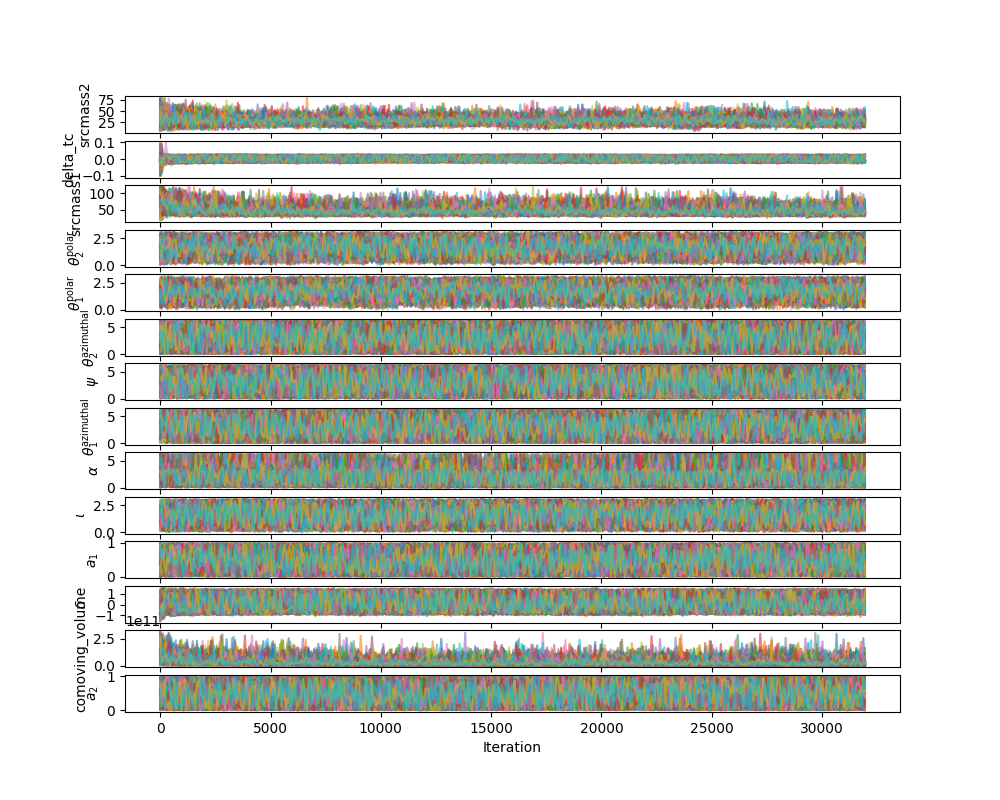 srcmass2
75
50
25
delta_tc
0.1
0.0
−0.1
srcmass1
100
50
θ₂^polar
2.5
0.0
θ₁^polar
2.5
0.0
θ₂^azimuthal
5
0
ψ
5
0
θ₁^azimuthal
5
0
α
5
0
ι
2.5
0.0
a₁
1
0
1
0
−1
comoving_volume
1e11
2.5
0.0
a₂
1
0
0 5000 10000 15000 20000 25000 30000
Iteration